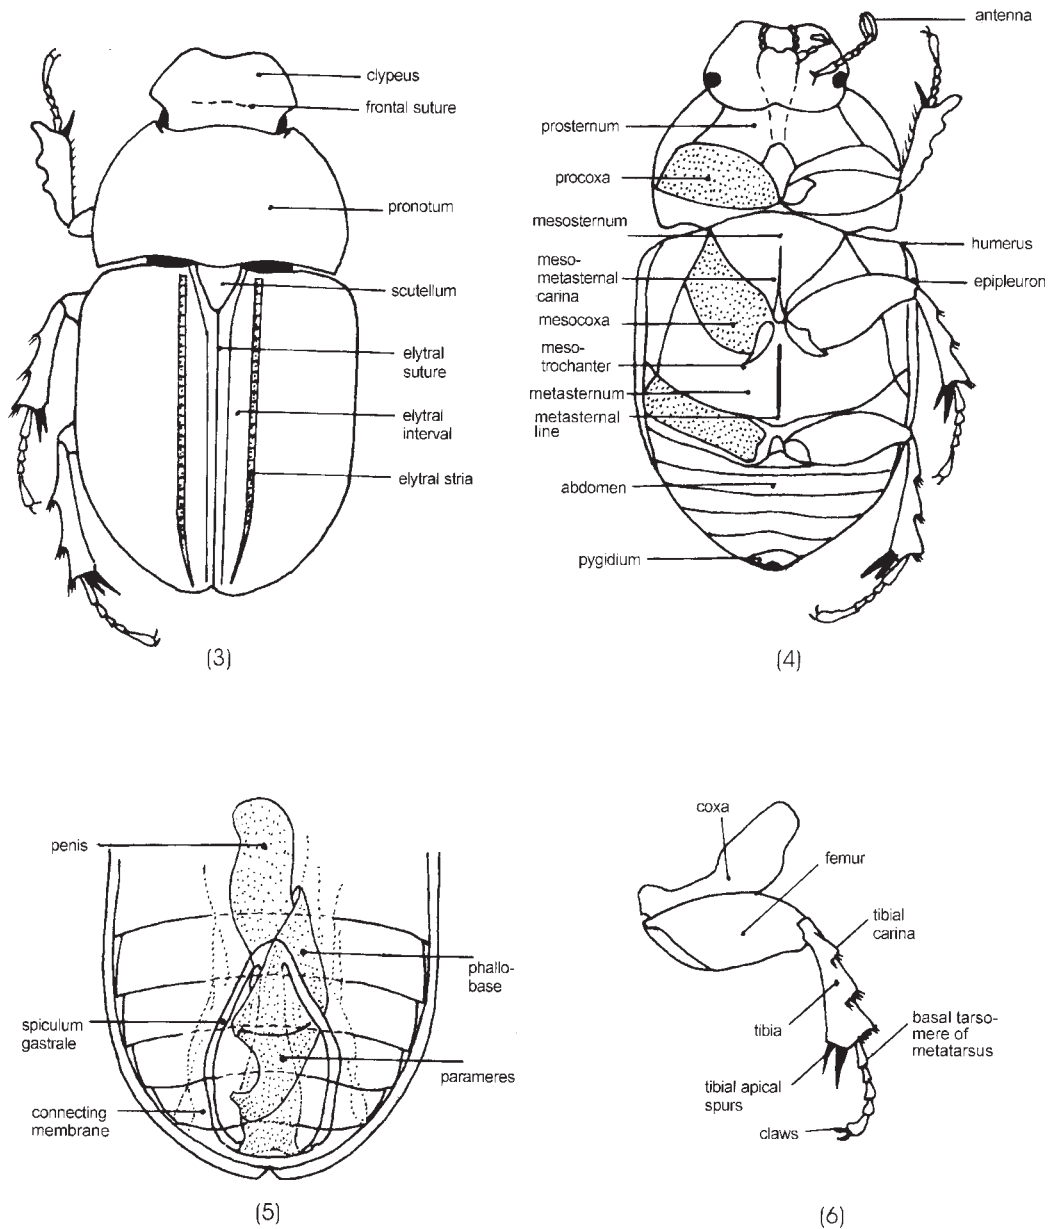 clypeus
frontal suture
pronotum
scutellum
elytral
suture
elytral
interval
elytral stria
(3)
antenna
prosternum
procoxa
mesosternum
meso-
metasternal
carina
mesocoxa
meso-
trochanter
metasternum
metasternal
line
abdomen
pygidium
humerus
epipleuron
(4)
penis
phallo-
base
spiculum
gastrale
parameres
connecting
membrane
(5)
coxa
femur
tibial
carina
tibia
basal tarso-
mere of
metatarsus
tibial apical
spurs
claws
(6)